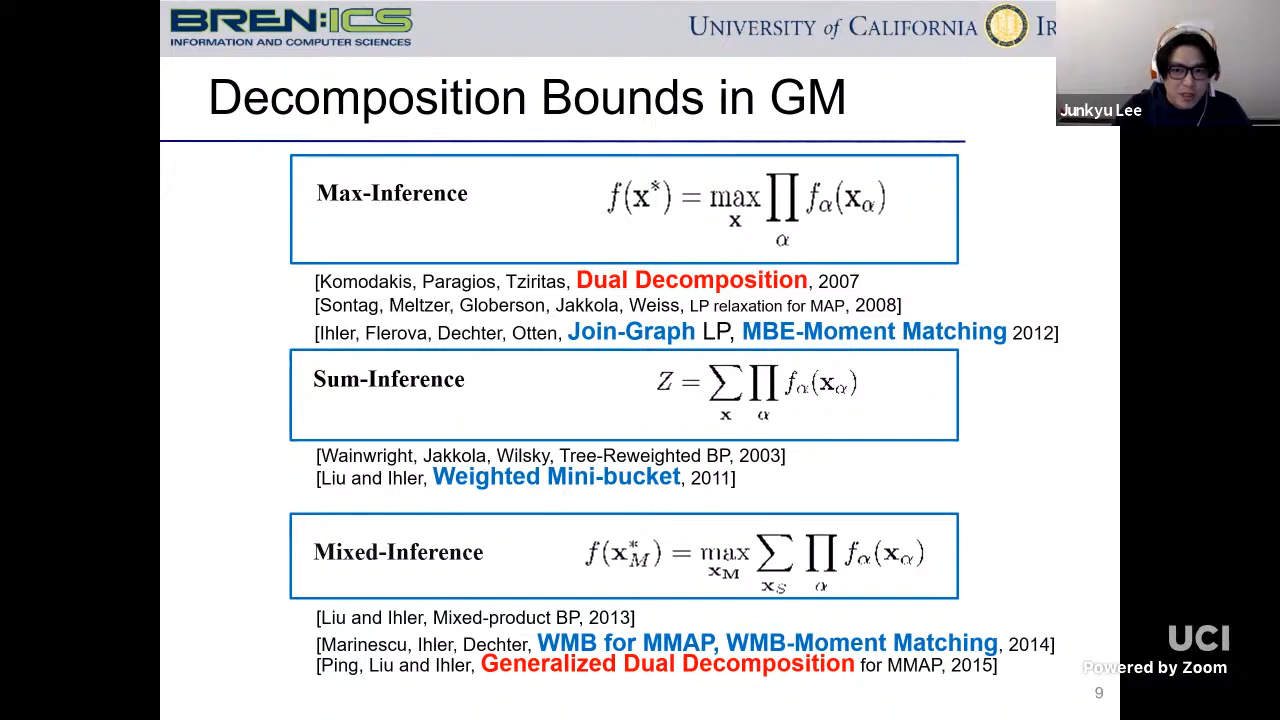 BREN:ICS
INFORMATION AND COMPUTER SCIENCES
UNIVERSITY of CALIFORNIA IR
Junkyu Lee
Decomposition Bounds in GM
Max-Inference f(x*) = max_x ∏_α f_α(x_α)
[Komodakis, Paragios, Tziritas, Dual Decomposition, 2007
[Sontag, Meltzer, Globerson, Jakkola, Weiss, LP relaxation for MAP, 2008]
[Ihler, Flerova, Dechter, Otten, Join-Graph LP, MBE-Moment Matching 2012]
Sum-Inference Z = ∑_x ∏_α f_α(x_α)
[Wainwright, Jakkola, Wilsky, Tree-Reweighted BP, 2003]
[Liu and Ihler, Weighted Mini-bucket, 2011]
Mixed-Inference f(x*_M) = max_{x_M} ∑_{x_S} ∏_α f_α(x_α)
[Liu and Ihler, Mixed-product BP, 2013]
[Marinescu, Ihler, Dechter, WMB for MMAP, WMB-Moment Matching, 2014]
[Ping, Liu and Ihler, Generalized Dual Decomposition for MMAP, 2015]
UCI
Powered by Zoom
9